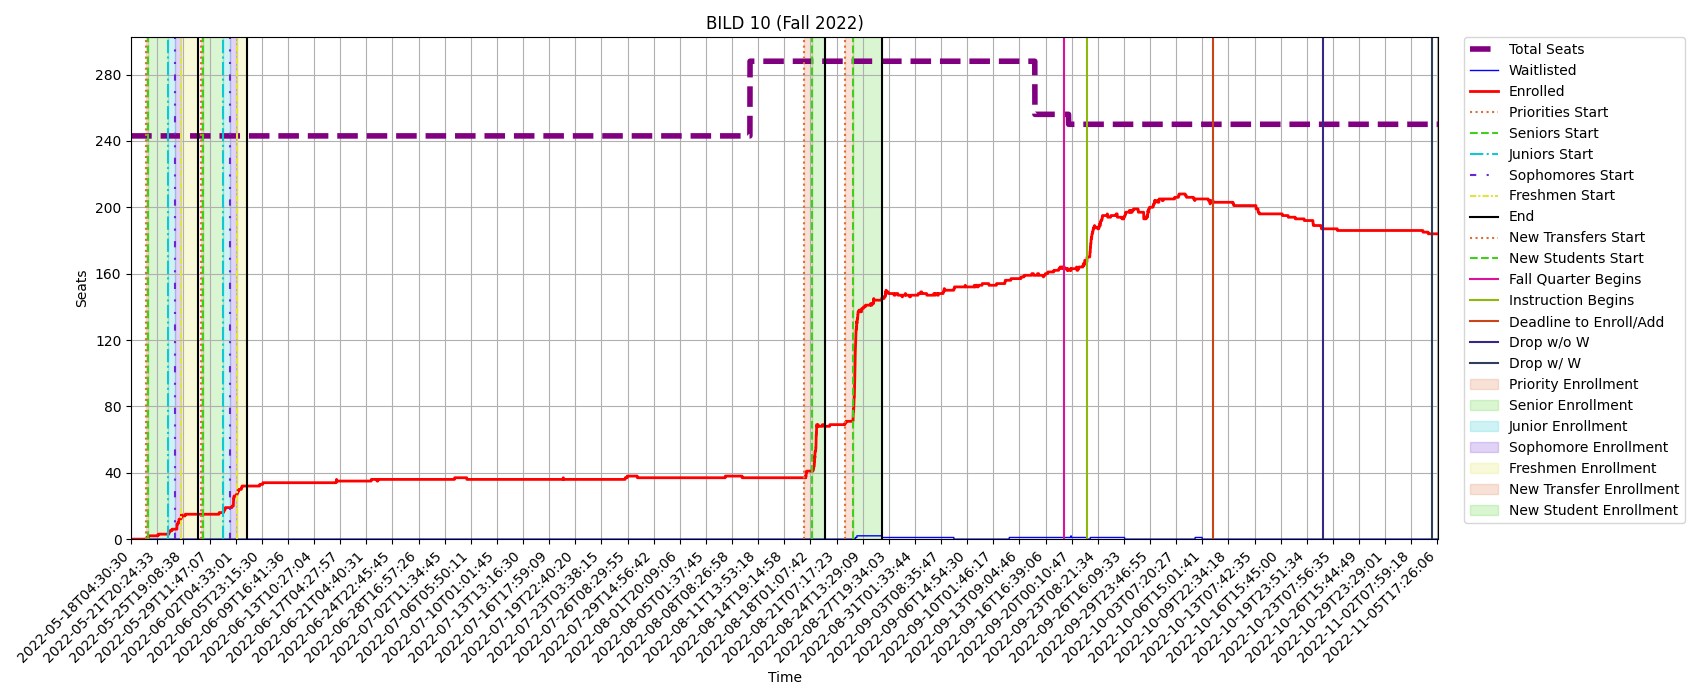 BILD 10 (Fall 2022)
280
240
200
160
120
80
40
0
Seats
2022-05-18T04:30:30
2022-05-21T20:24:33
2022-05-25T19:08:38
2022-05-29T11:47:07
2022-06-02T04:33:01
2022-06-05T23:15:30
2022-06-09T16:41:36
2022-06-13T10:27:04
2022-06-17T04:27:57
2022-06-21T04:40:31
2022-06-24T22:45:45
2022-06-28T16:57:26
2022-07-02T11:34:45
2022-07-06T05:50:11
2022-07-10T01:01:45
2022-07-13T13:16:30
2022-07-16T17:59:09
2022-07-19T22:40:20
2022-07-23T03:38:15
2022-07-26T08:29:55
2022-07-29T14:56:42
2022-08-01T20:09:06
2022-08-05T01:37:45
2022-08-08T08:26:58
2022-08-11T13:53:18
2022-08-14T19:14:58
2022-08-18T01:07:42
2022-08-21T07:17:23
2022-08-24T13:29:09
2022-08-27T19:34:03
2022-08-31T01:33:44
2022-09-03T08:35:47
2022-09-06T14:54:30
2022-09-10T01:46:17
2022-09-13T09:04:46
2022-09-16T16:39:06
2022-09-20T00:10:47
2022-09-23T08:21:34
2022-09-26T16:09:33
2022-09-29T23:46:55
2022-10-03T07:20:27
2022-10-06T15:01:41
2022-10-09T22:34:18
2022-10-13T07:42:35
2022-10-16T15:45:00
2022-10-19T23:51:34
2022-10-23T07:56:35
2022-10-26T15:44:49
2022-10-29T23:29:01
2022-11-02T07:59:18
2022-11-05T17:26:06
Time
Total Seats
Waitlisted
Enrolled
Priorities Start
Seniors Start
Juniors Start
Sophomores Start
Freshmen Start
End
New Transfers Start
New Students Start
Fall Quarter Begins
Instruction Begins
Deadline to Enroll/Add
Drop w/o W
Drop w/ W
Priority Enrollment
Senior Enrollment
Junior Enrollment
Sophomore Enrollment
Freshmen Enrollment
New Transfer Enrollment
New Student Enrollment